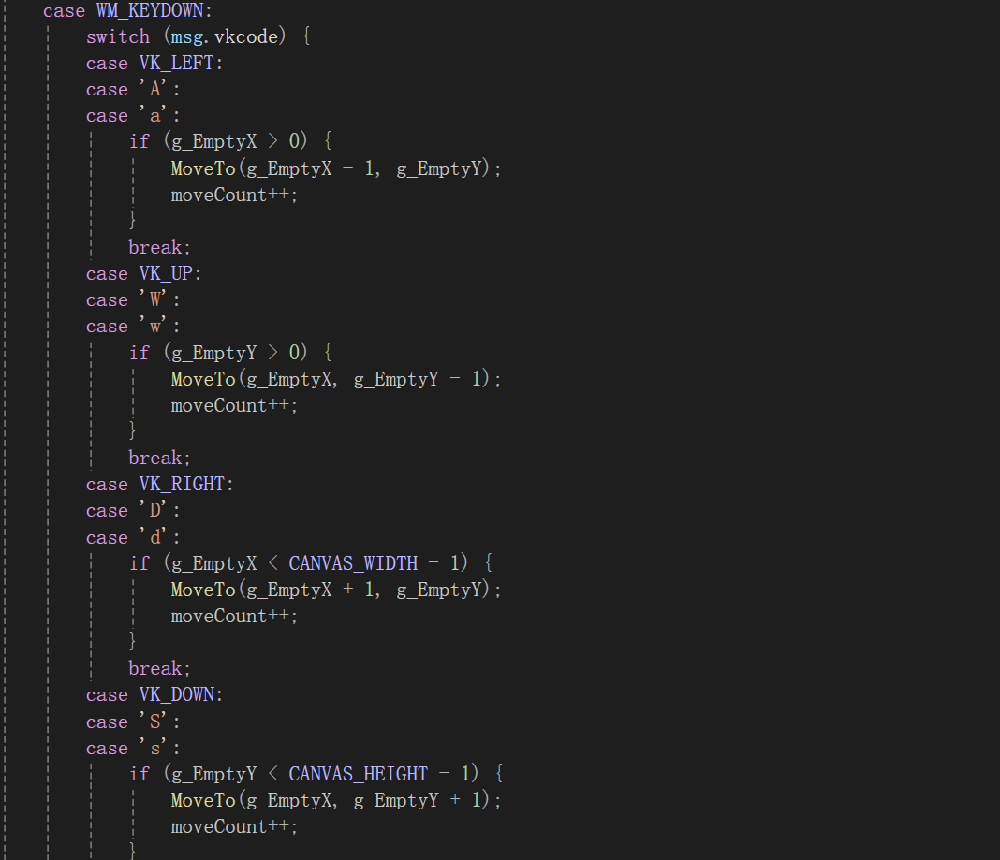 case WM_KEYDOWN:
switch (msg.vkcode) {
case VK_LEFT:
case 'A':
case 'a':
if (g_EmptyX > 0) {
MoveTo(g_EmptyX - 1, g_EmptyY);
moveCount++;
}
break;
case VK_UP:
case 'W':
case 'w':
if (g_EmptyY > 0) {
MoveTo(g_EmptyX, g_EmptyY - 1);
moveCount++;
}
break;
case VK_RIGHT:
case 'D':
case 'd':
if (g_EmptyX < CANVAS_WIDTH - 1) {
MoveTo(g_EmptyX + 1, g_EmptyY);
moveCount++;
}
break;
case VK_DOWN:
case 'S':
case 's':
if (g_EmptyY < CANVAS_HEIGHT - 1) {
MoveTo(g_EmptyX, g_EmptyY + 1);
moveCount++;
}